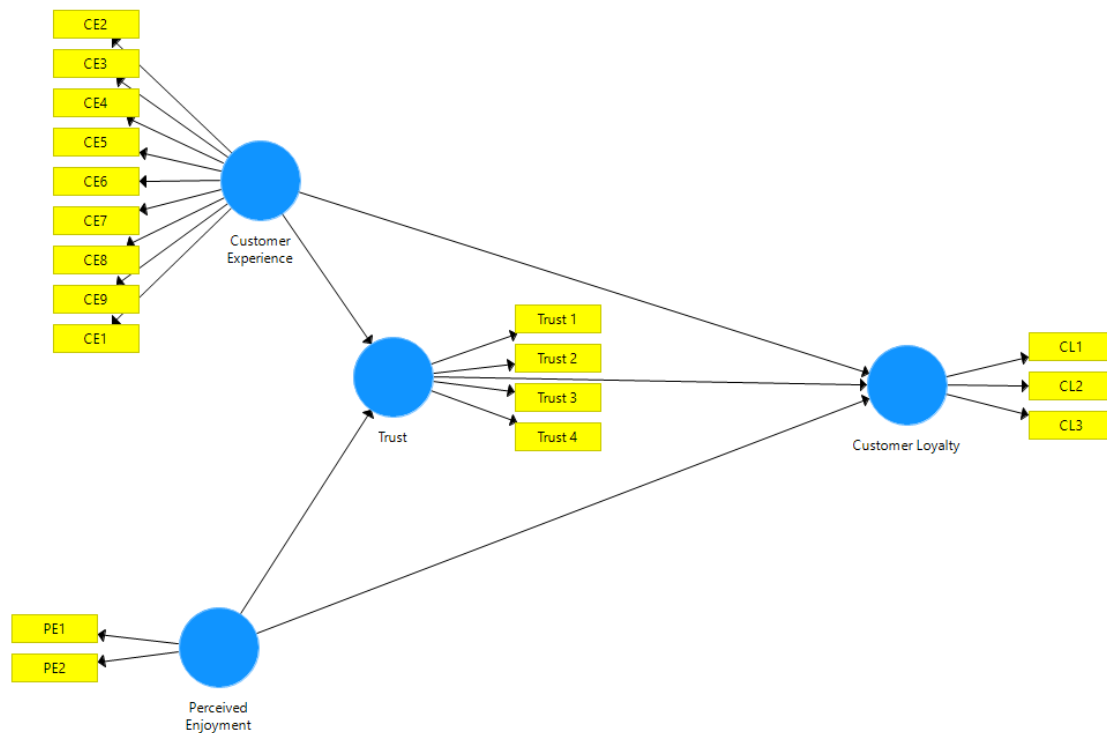 CE2
CE3
CE4
CE5
CE6
CE7
CE8
CE9
CE1
Customer
Experience
Trust 1
Trust 2
Trust 3
Trust 4
Trust
CL1
CL2
CL3
Customer Loyalty
PE1
PE2
Perceived
Enjoyment